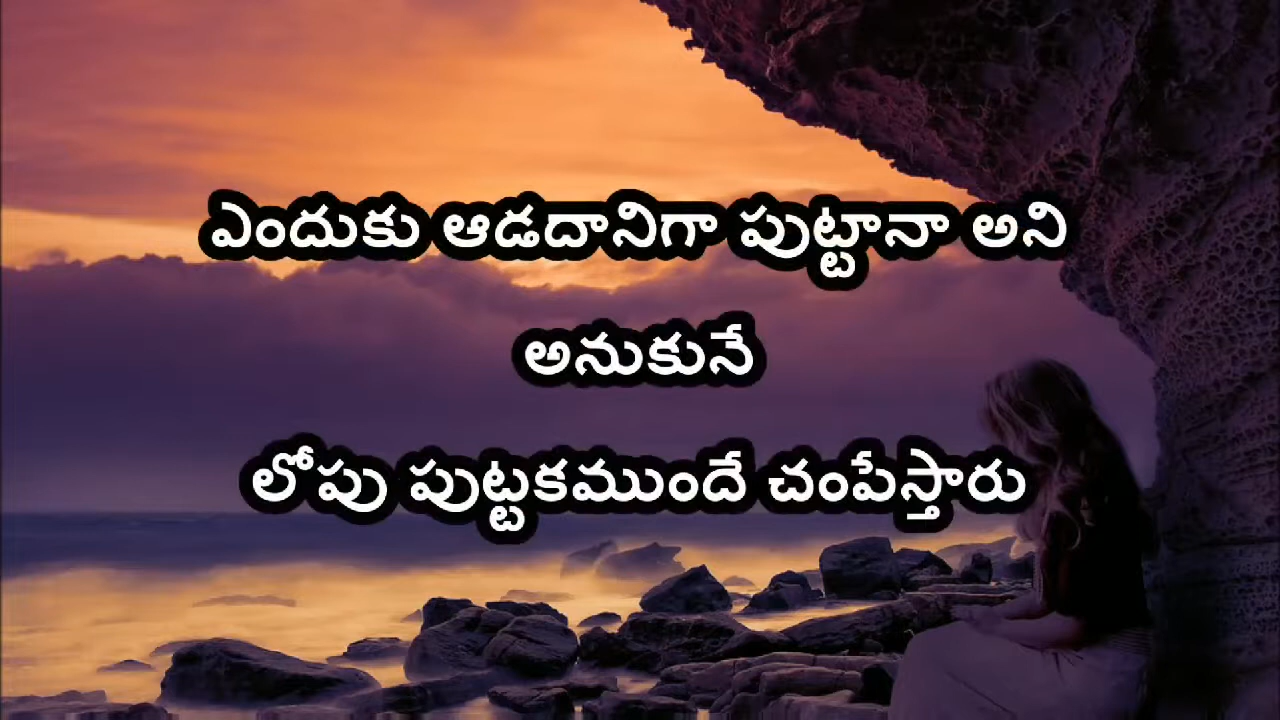 ఎందుకు ఆడదానిగా పుట్టానా అని
అనుకునే
లోపు పుట్టకముందే చంపేస్తారు